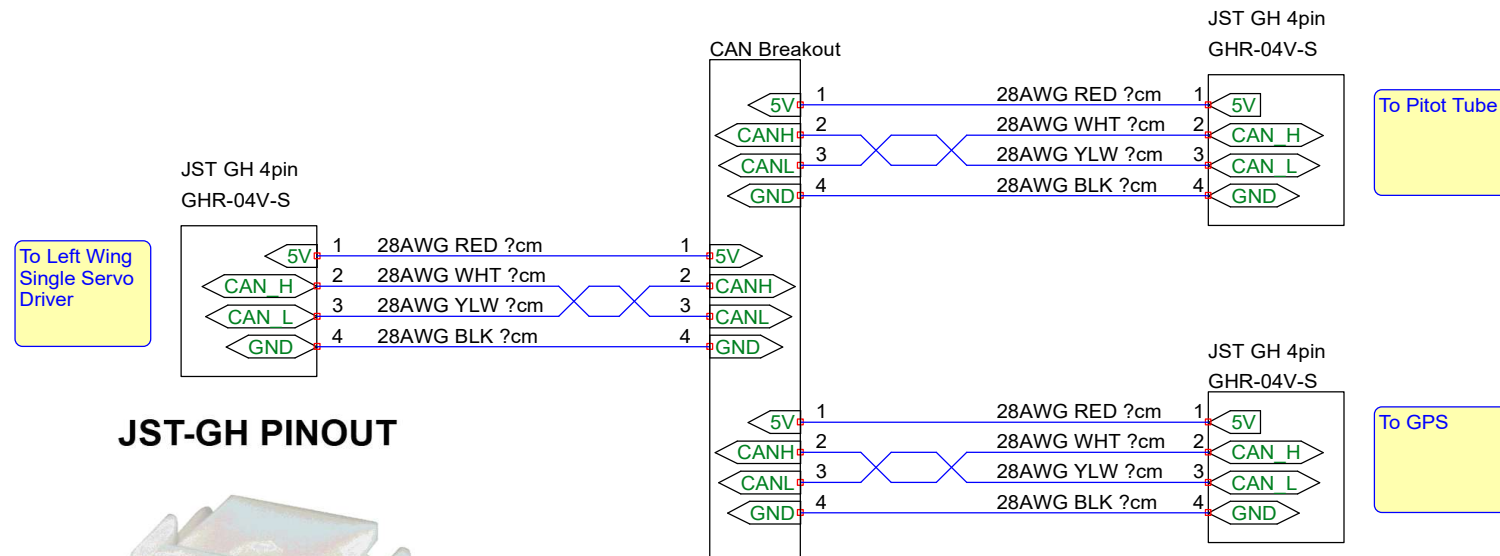 JST GH 4pin
GHR-04V-S
CAN Breakout
5V 1 28AWG RED ?cm 1 5V
CANH 2 28AWG WHT ?cm 2 CAN_H
CANL 3 28AWG YLW ?cm 3 CAN_L
GND 4 28AWG BLK ?cm 4 GND
To Pitot Tube
JST GH 4pin
GHR-04V-S
To Left Wing
Single Servo
Driver
5V 1 28AWG RED ?cm 1 5V
CAN_H 2 28AWG WHT ?cm 2 CANH
CAN_L 3 28AWG YLW ?cm 3 CANL
GND 4 28AWG BLK ?cm 4 GND
JST GH 4pin
GHR-04V-S
5V 1 28AWG RED ?cm 1 5V
CANH 2 28AWG WHT ?cm 2 CAN_H
CANL 3 28AWG YLW ?cm 3 CAN_L
GND 4 28AWG BLK ?cm 4 GND
To GPS
JST-GH PINOUT